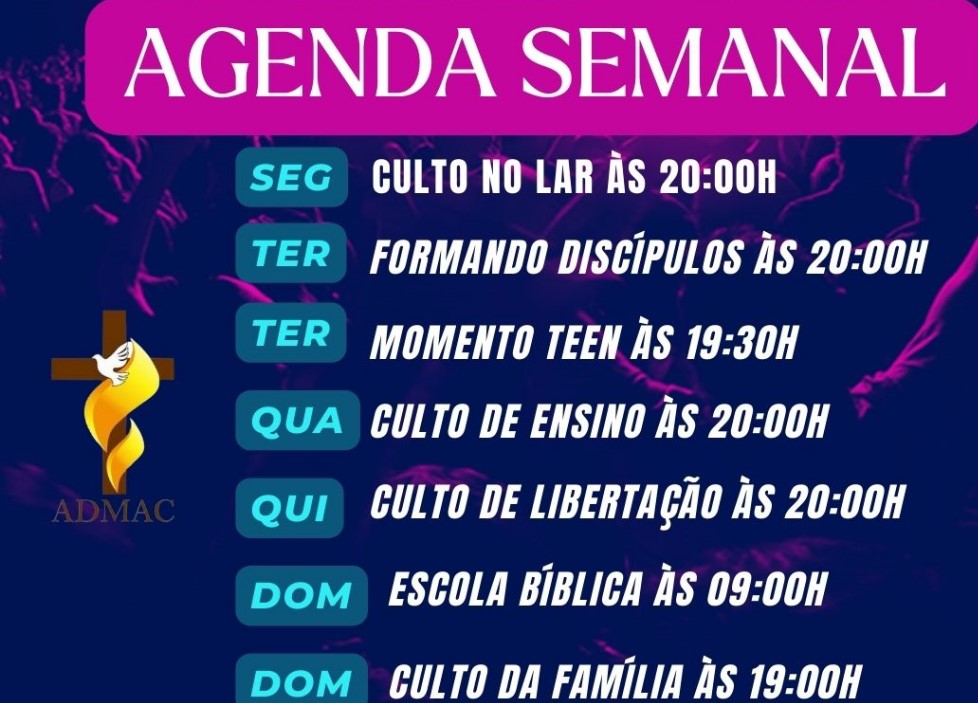 AGENDA SEMANAL
SEG CULTO NO LAR ÀS 20:00H
TER FORMANDO DISCÍPULOS ÀS 20:00H
TER MOMENTO TEEN ÀS 19:30H
QUA CULTO DE ENSINO ÀS 20:00H
QUI CULTO DE LIBERTAÇÃO ÀS 20:00H
ADMAC
DOM ESCOLA BÍBLICA ÀS 09:00H
DOM CULTO DA FAMÍLIA ÀS 19:00H